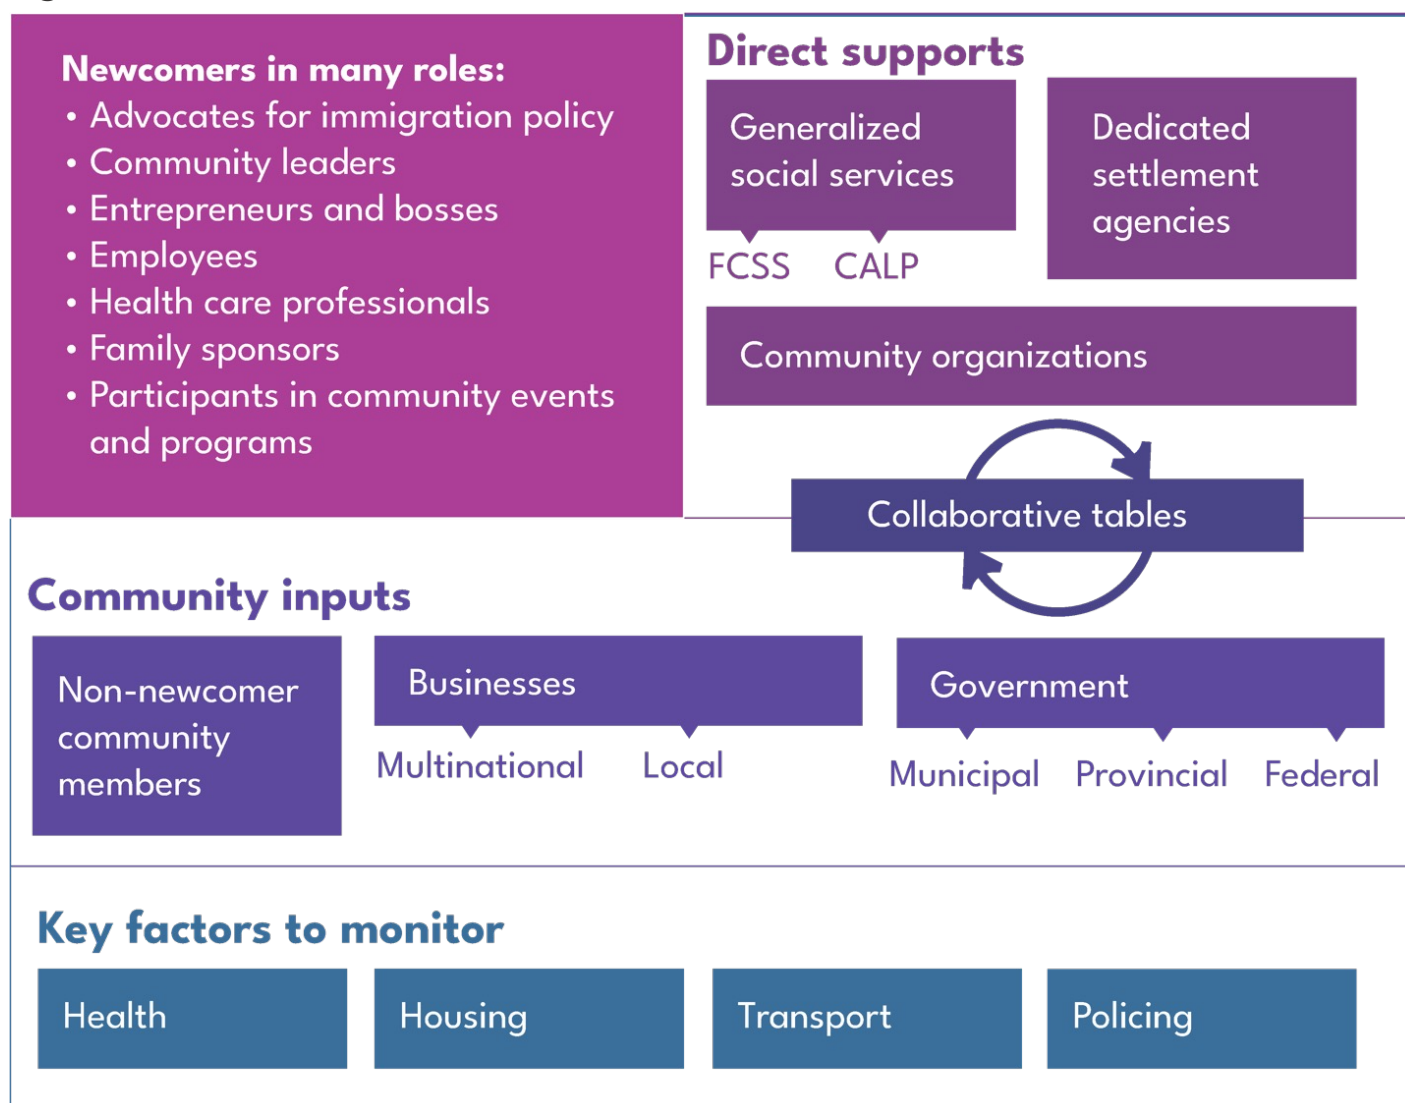 Newcomers in many roles:
• Advocates for immigration policy
• Community leaders
• Entrepreneurs and bosses
• Employees
• Health care professionals
• Family sponsors
• Participants in community events
and programs
Direct supports
Generalized
social services
FCSS
CALP
Dedicated
settlement
agencies
Community organizations
Collaborative tables
Community inputs
Non-newcomer
community
members
Businesses
Multinational
Local
Government
Municipal
Provincial
Federal
Key factors to monitor
Health
Housing
Transport
Policing